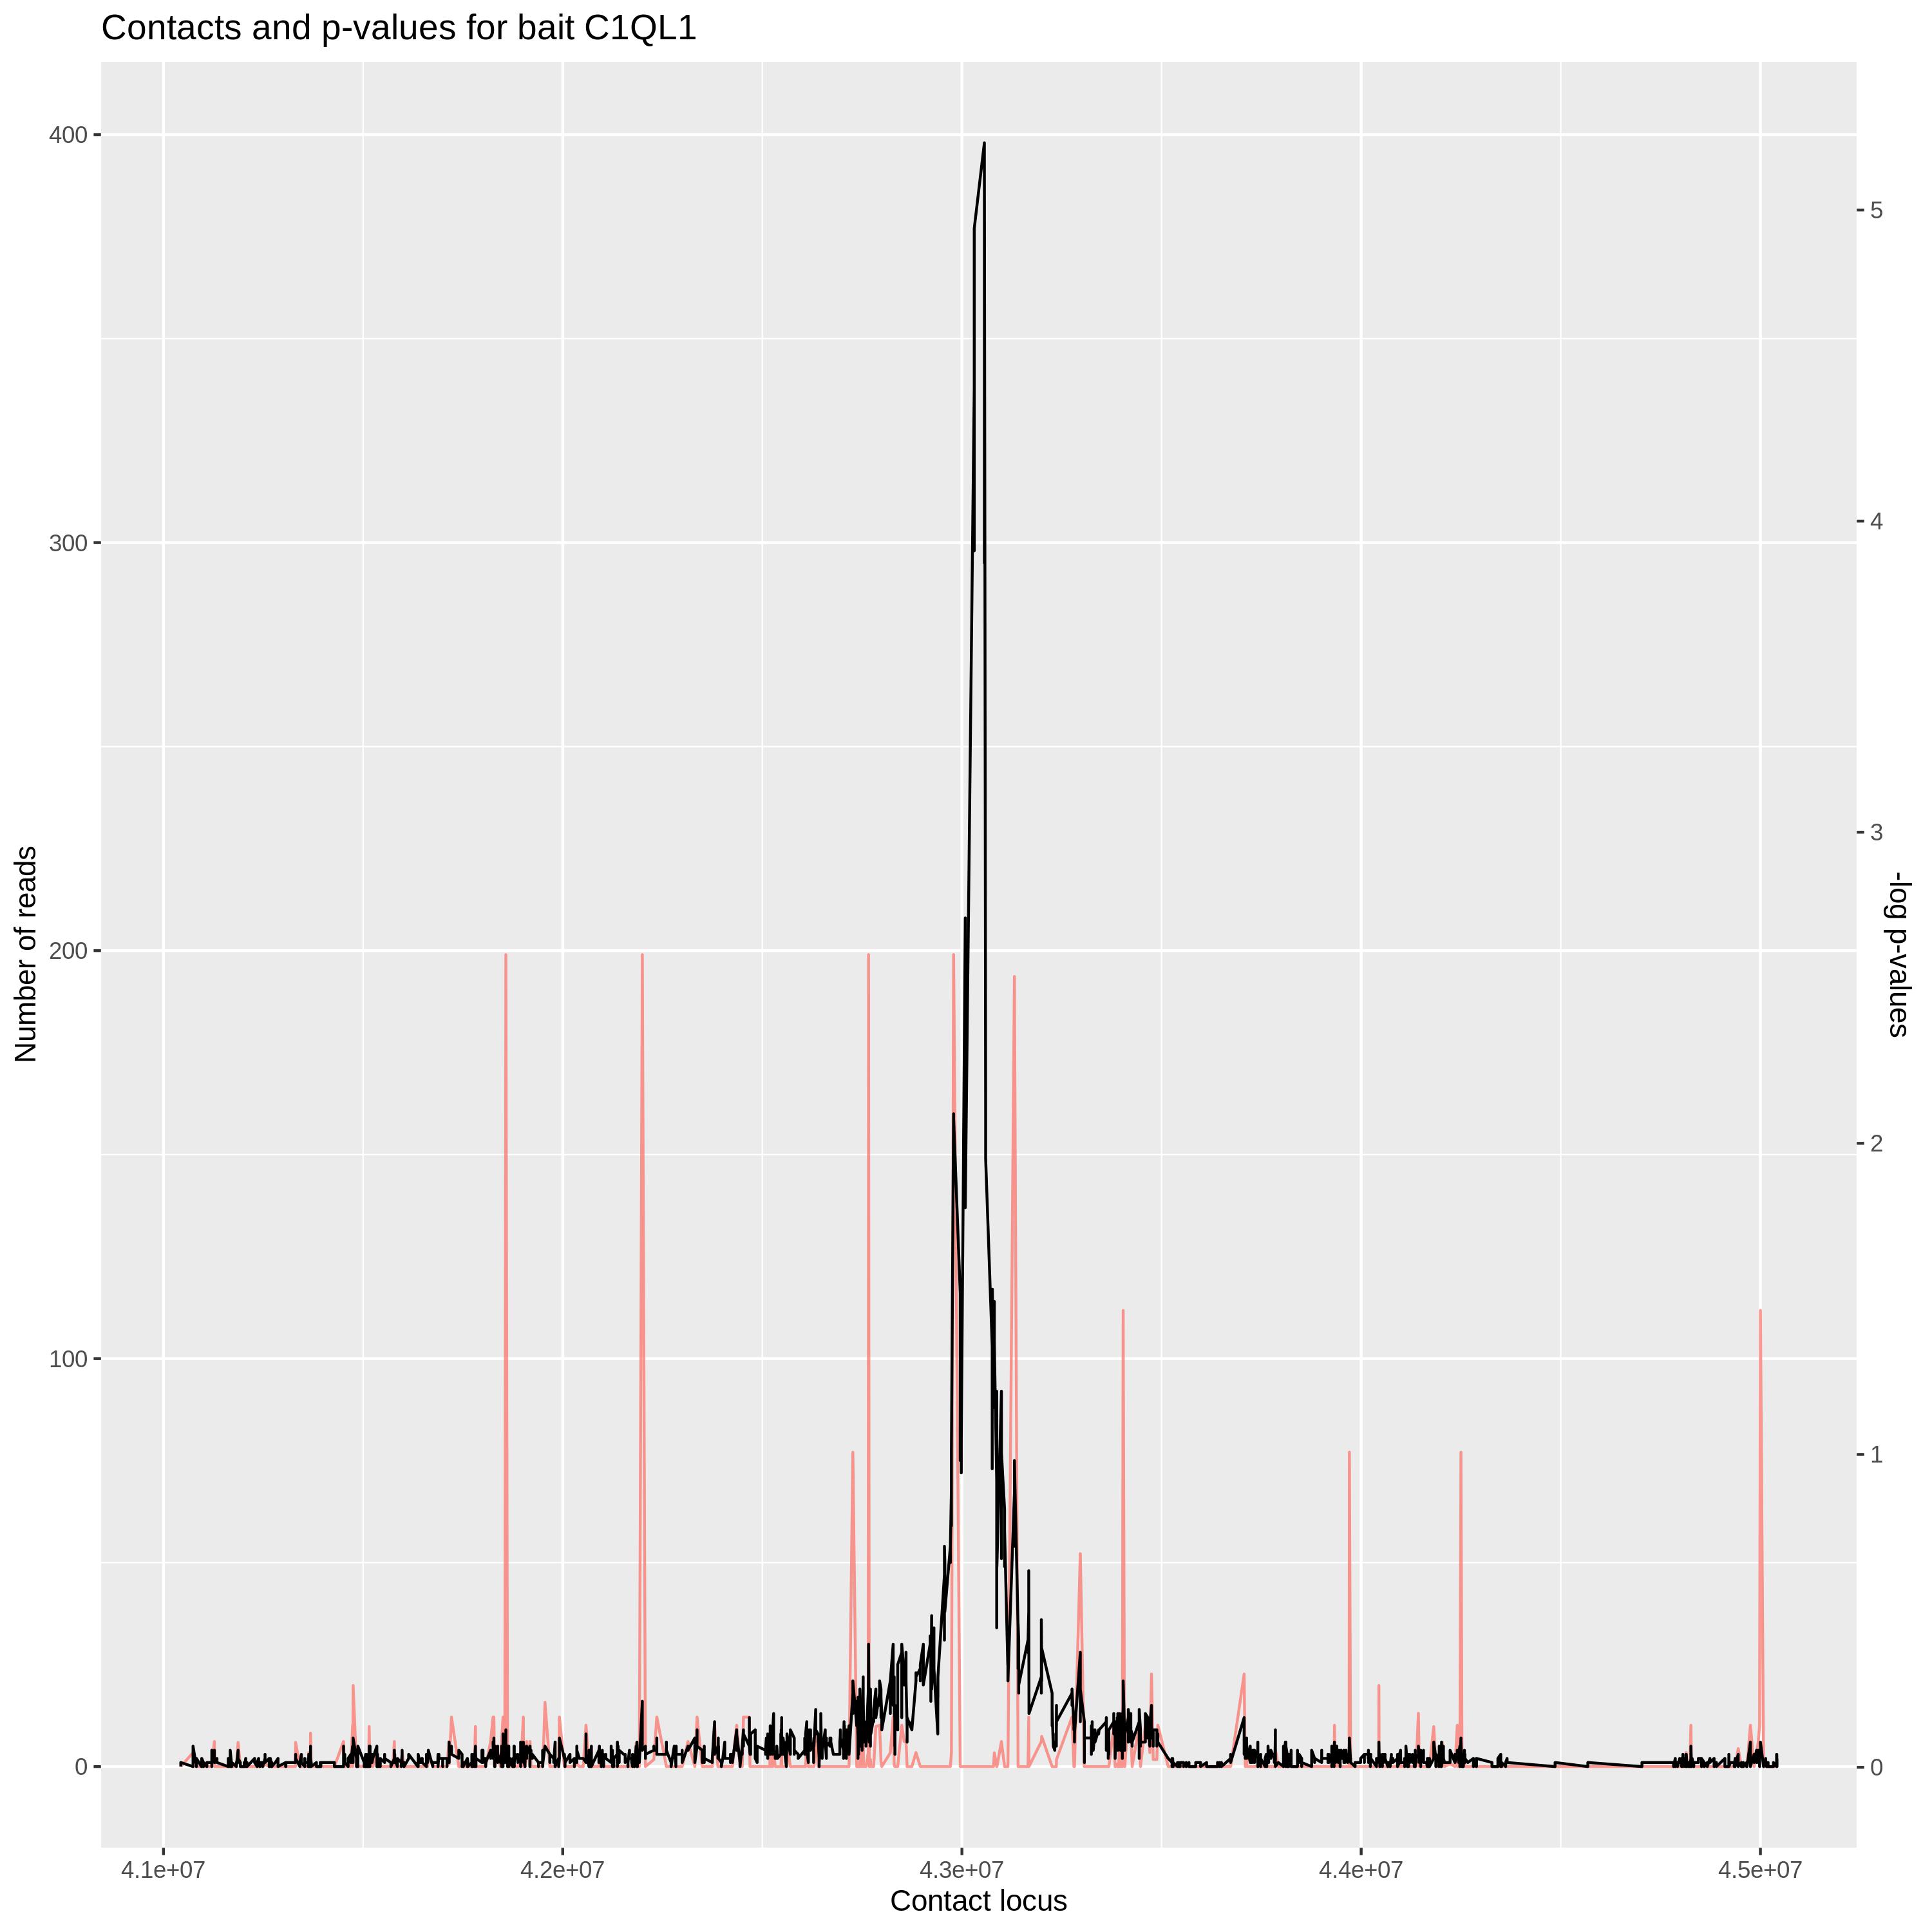 Contacts and p-values for bait C1QL1
400
300
200
100
0
Number of reads
5
4
3
2
1
0
-log p-values
4.1e+07
4.2e+07
4.3e+07
4.4e+07
4.5e+07
Contact locus